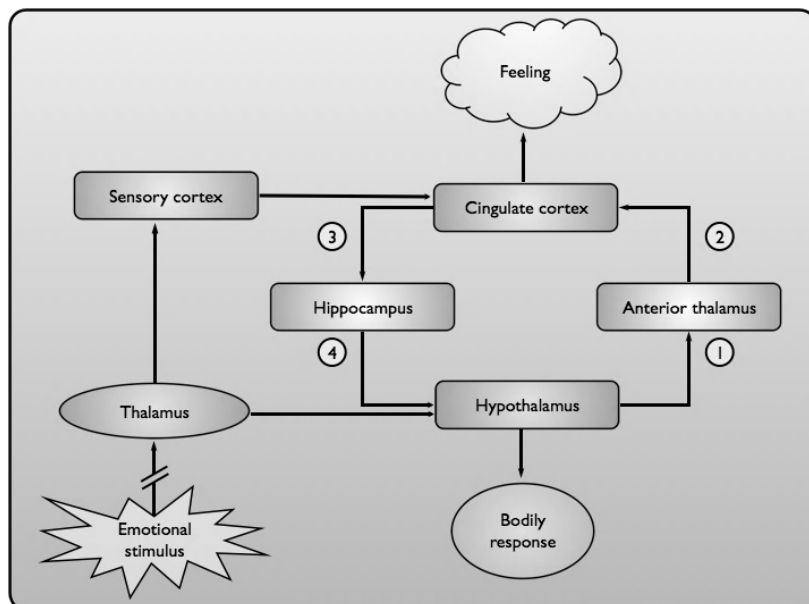 Feeling
Sensory cortex
Cingulate cortex
3
2
Hippocampus
Anterior thalamus
4
1
Thalamus
Hypothalamus
Emotional
stimulus
Bodily
response